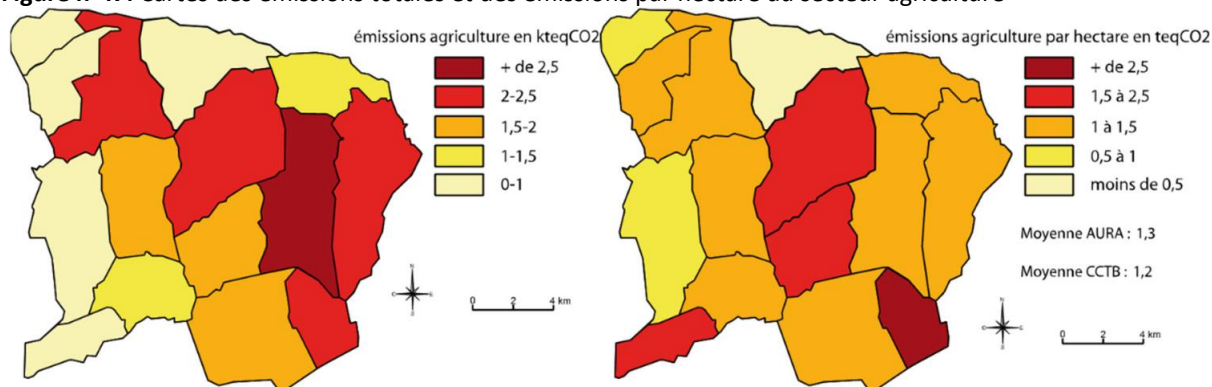 émissions agriculture en kteqCO2
+ de 2,5
2-2,5
1,5-2
1-1,5
0-1
0 2 4 km
émissions agriculture par hectare en teqCO2
+ de 2,5
1,5 à 2,5
1 à 1,5
0,5 à 1
moins de 0,5
Moyenne AURA : 1,3
Moyenne CCTB : 1,2
N
0 2 4 km